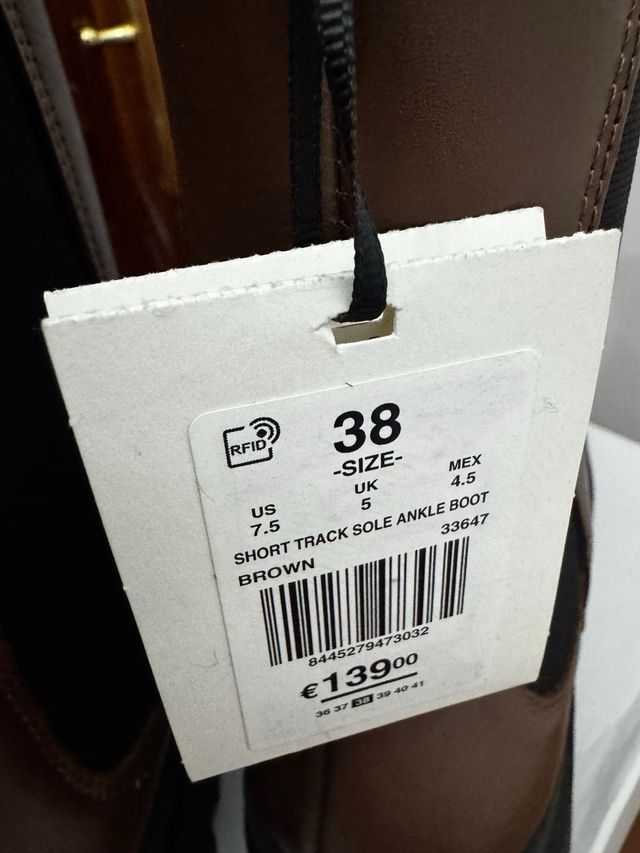 RFID
38
-SIZE-
US UK MEX
7.5 5 4.5
SHORT TRACK SOLE ANKLE BOOT
33647
BROWN
8445279473032
€13900
36 37 38 39 40 41